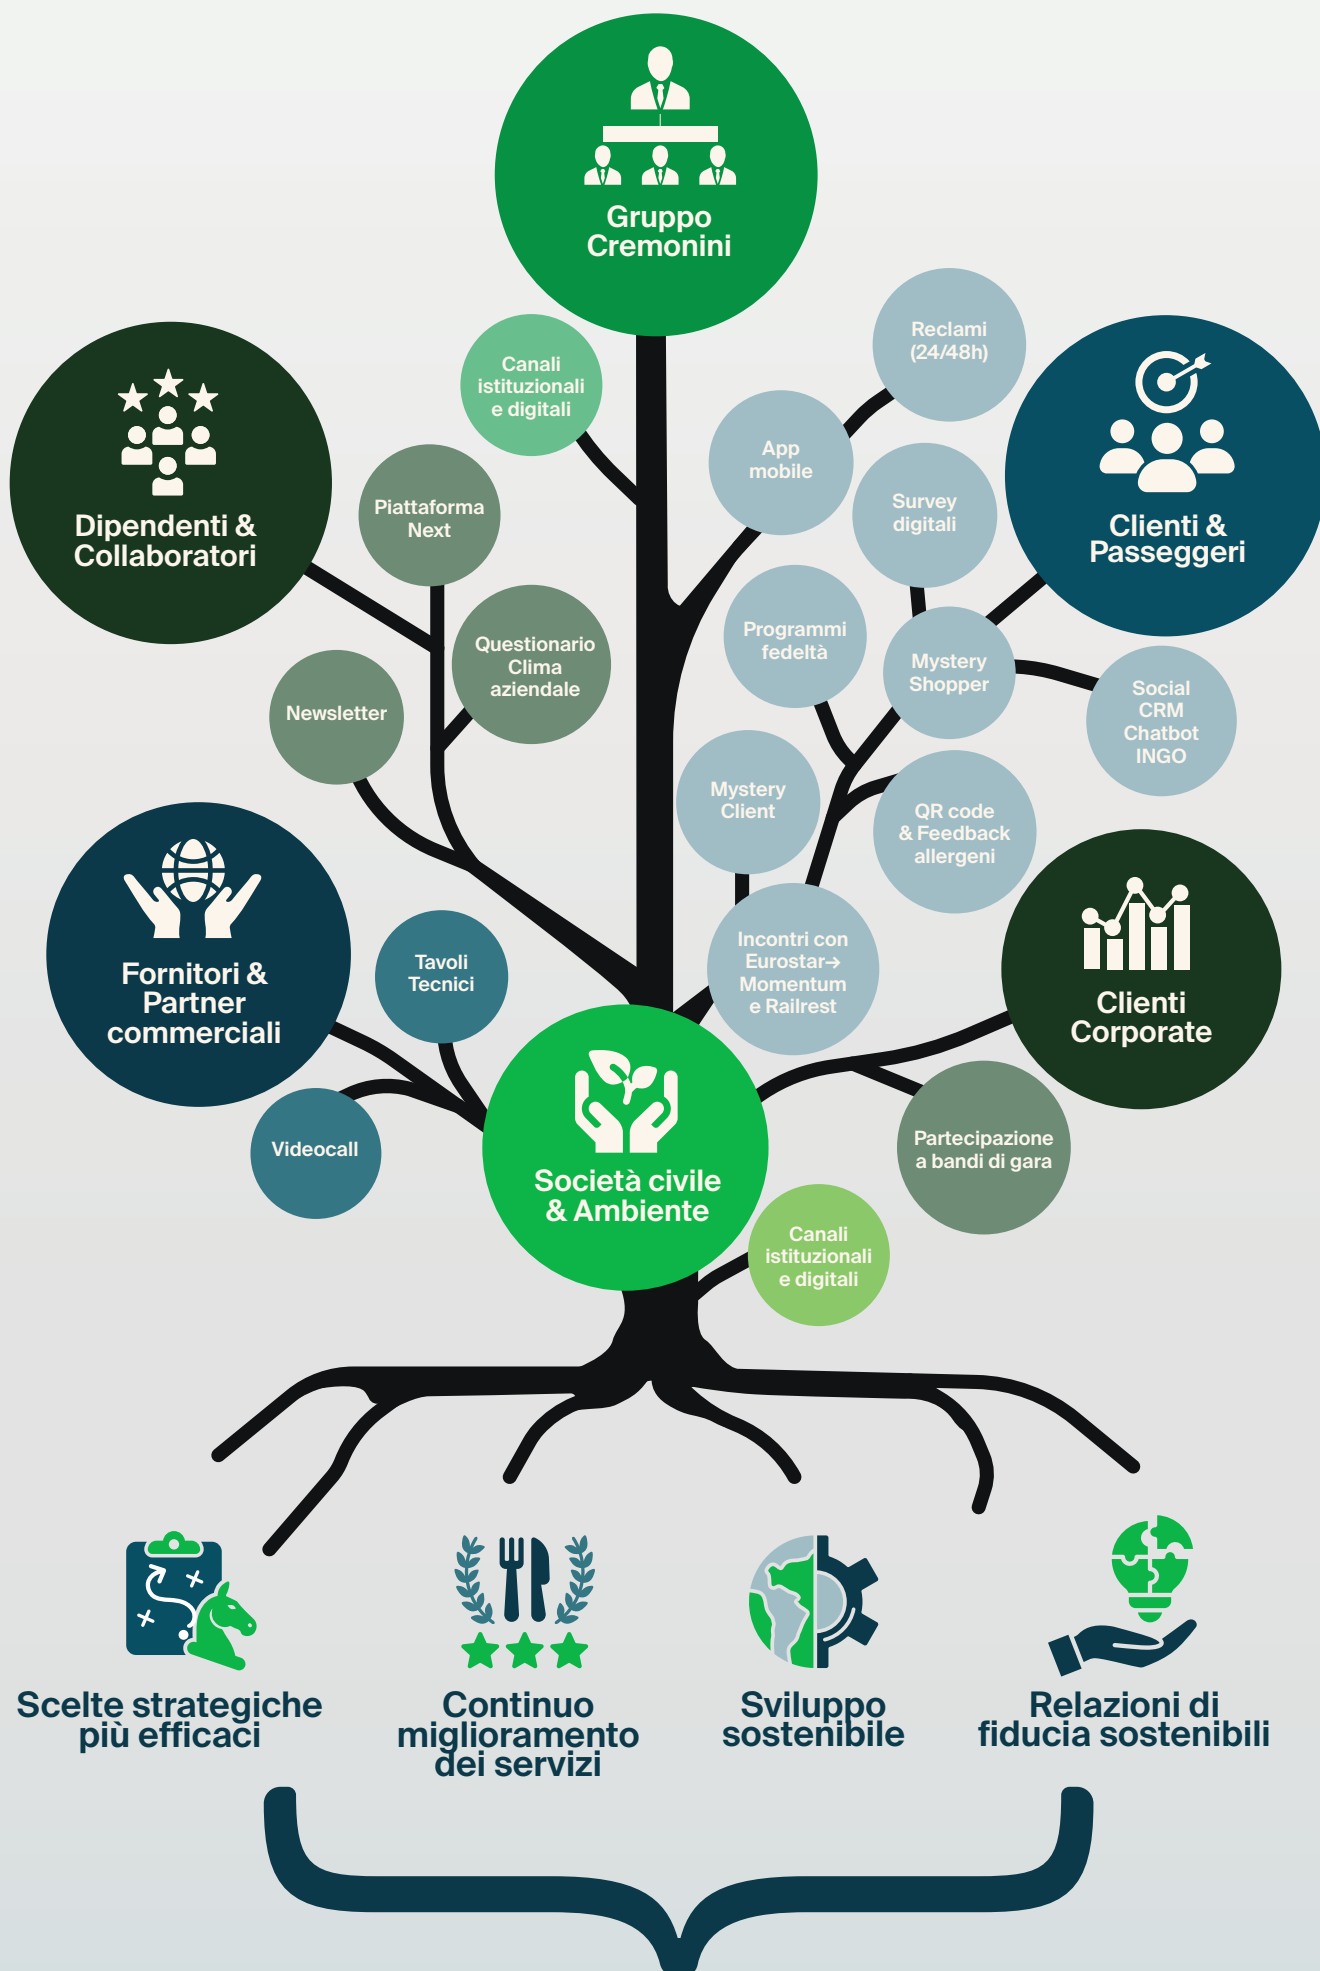 Gruppo
Cremonini
Canali
istituzionali
e digitali
Reclami
(24/48h)
App
mobile
Survey
digitali
Clienti &
Passeggeri
Dipendenti &
Collaboratori
Piattaforma
Next
Questionario
Clima
aziendale
Newsletter
Programmi
fedeltà
Mystery
Shopper
Social
CRM
Chatbot
INGO
Mystery
Client
QR code
& Feedback
allergeni
Fornitori &
Partner
commerciali
Tavoli
Tecnici
Videocall
Incontri con
Eurostar→
Momentum
e Railrest
Clienti
Corporate
Partecipazione
a bandi di gara
Società civile
& Ambiente
Canali
istituzionali
e digitali
Scelte strategiche
più efficaci
Continuo
miglioramento
dei servizi
Sviluppo
sostenibile
Relazioni di
fiducia sostenibili